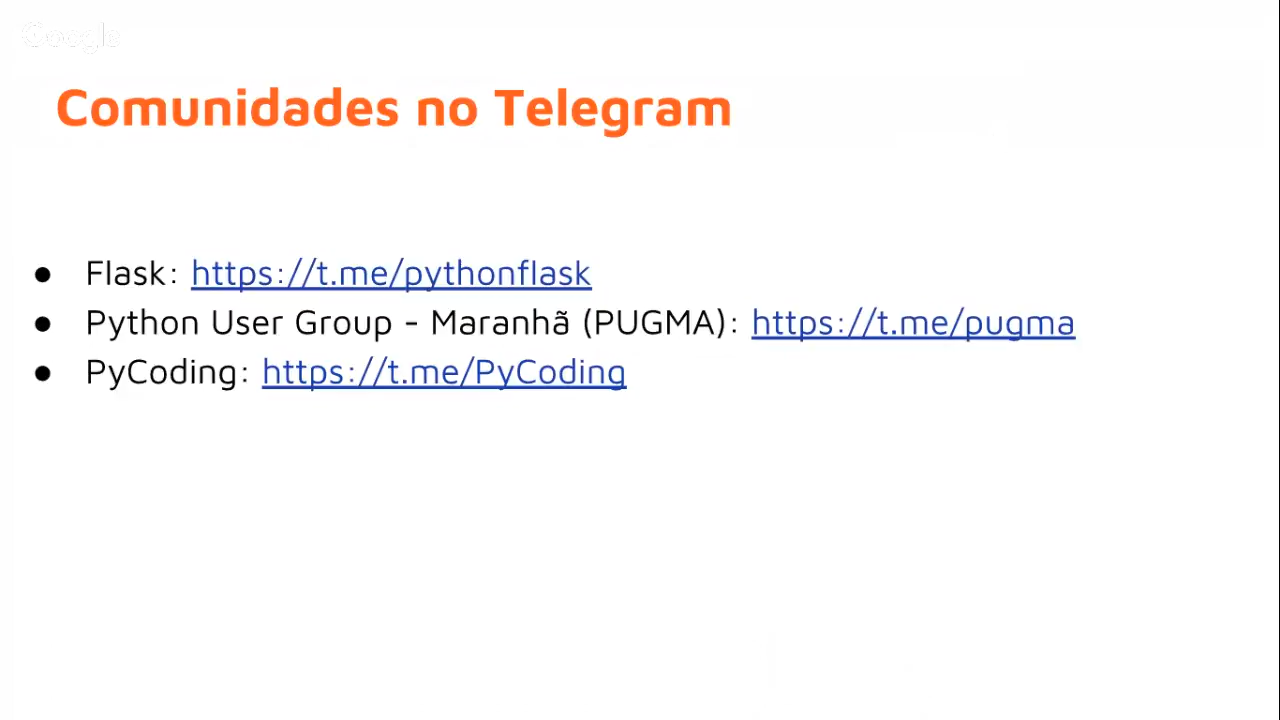 Google
Comunidades no Telegram
● Flask: https://t.me/pythonflask
● Python User Group - Maranhã (PUGMA): https://t.me/pugma
● PyCoding: https://t.me/PyCoding